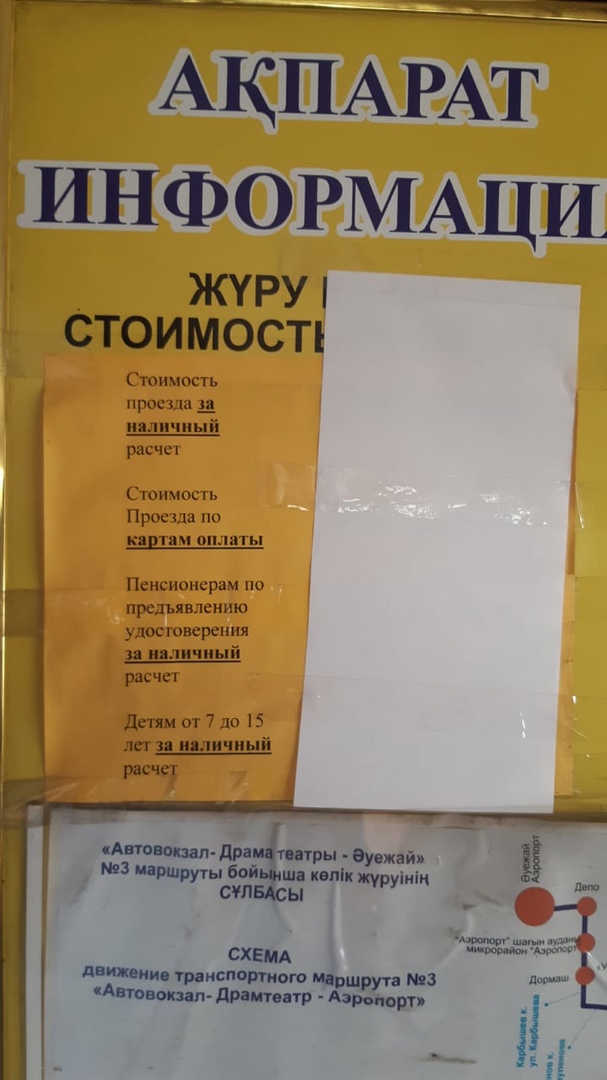 АҚПАРАТ
ИНФОРМАЦИ
ЖҮРУ
СТОИМОСТЬ
Стоимость
проезда за
наличный
расчет
Стоимость
Проезда по
картам оплаты
Пенсионерам по
предъявлению
удостоверения
за наличный
расчет
Детям от 7 до 15
лет за наличный
расчет
«Автовокзал- Драма театры - Әуежай»
№3 маршруты бойынша көлік жүруінің
СҰЛБАСЫ
СХЕМА
движение транспортного маршрута №3
«Автовокзал- Драмтеатр - Аэропорт»
Әуежай
Аэропорт
Депо
"Аэропорт" шағын ауданы
микрорайон "Аэропорт"
Дормаш
Карбышев к.
ул. Карбышева